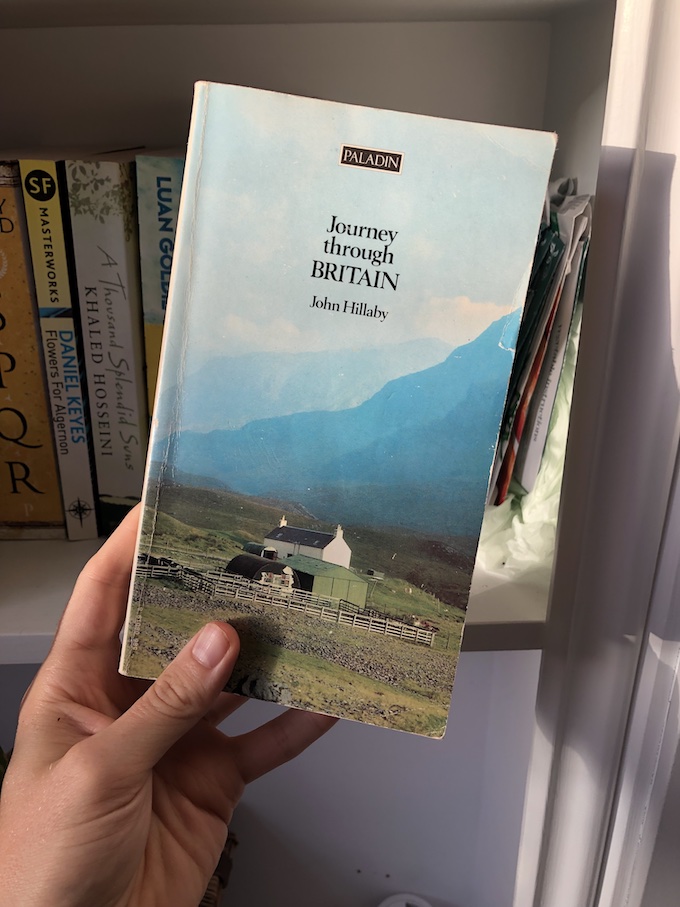 PALADIN
Journey
through
BRITAIN
John Hillaby
SF
MASTERWORKS
DANIEL KEYES
Flowers For Algernon
A Thousand Splendid Suns
KHALED HOSSEINI
LUAN GOLDIE
P
Q
R